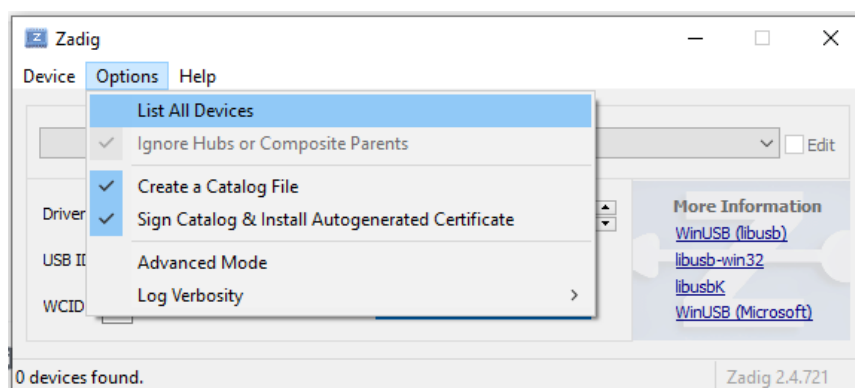 Zadig
Device Options Help
List All Devices
Ignore Hubs or Composite Parents
Edit
Create a Catalog File
Sign Catalog & Install Autogenerated Certificate
Advanced Mode
Log Verbosity
Driver
USB ID
WCID
More Information
WinUSB (libusb)
libusb-win32
libusbK
WinUSB (Microsoft)
0 devices found.
Zadig 2.4.721